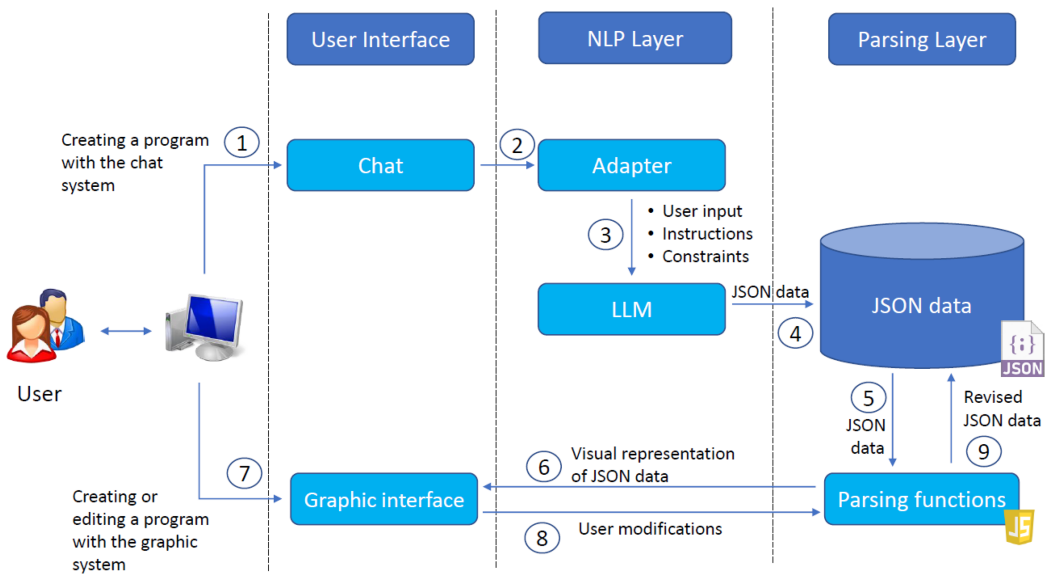 User Interface
NLP Layer
Parsing Layer
Creating a program
with the chat
system
1
Chat
2
Adapter
3
• User input
• Instructions
• Constraints
LLM
JSON data
4
JSON data
{;}
JSON
User
5
JSON
data
Revised
JSON data
9
7
Creating or
editing a program
with the graphic
system
Graphic interface
6
Visual representation
of JSON data
8
User modifications
Parsing functions
JS